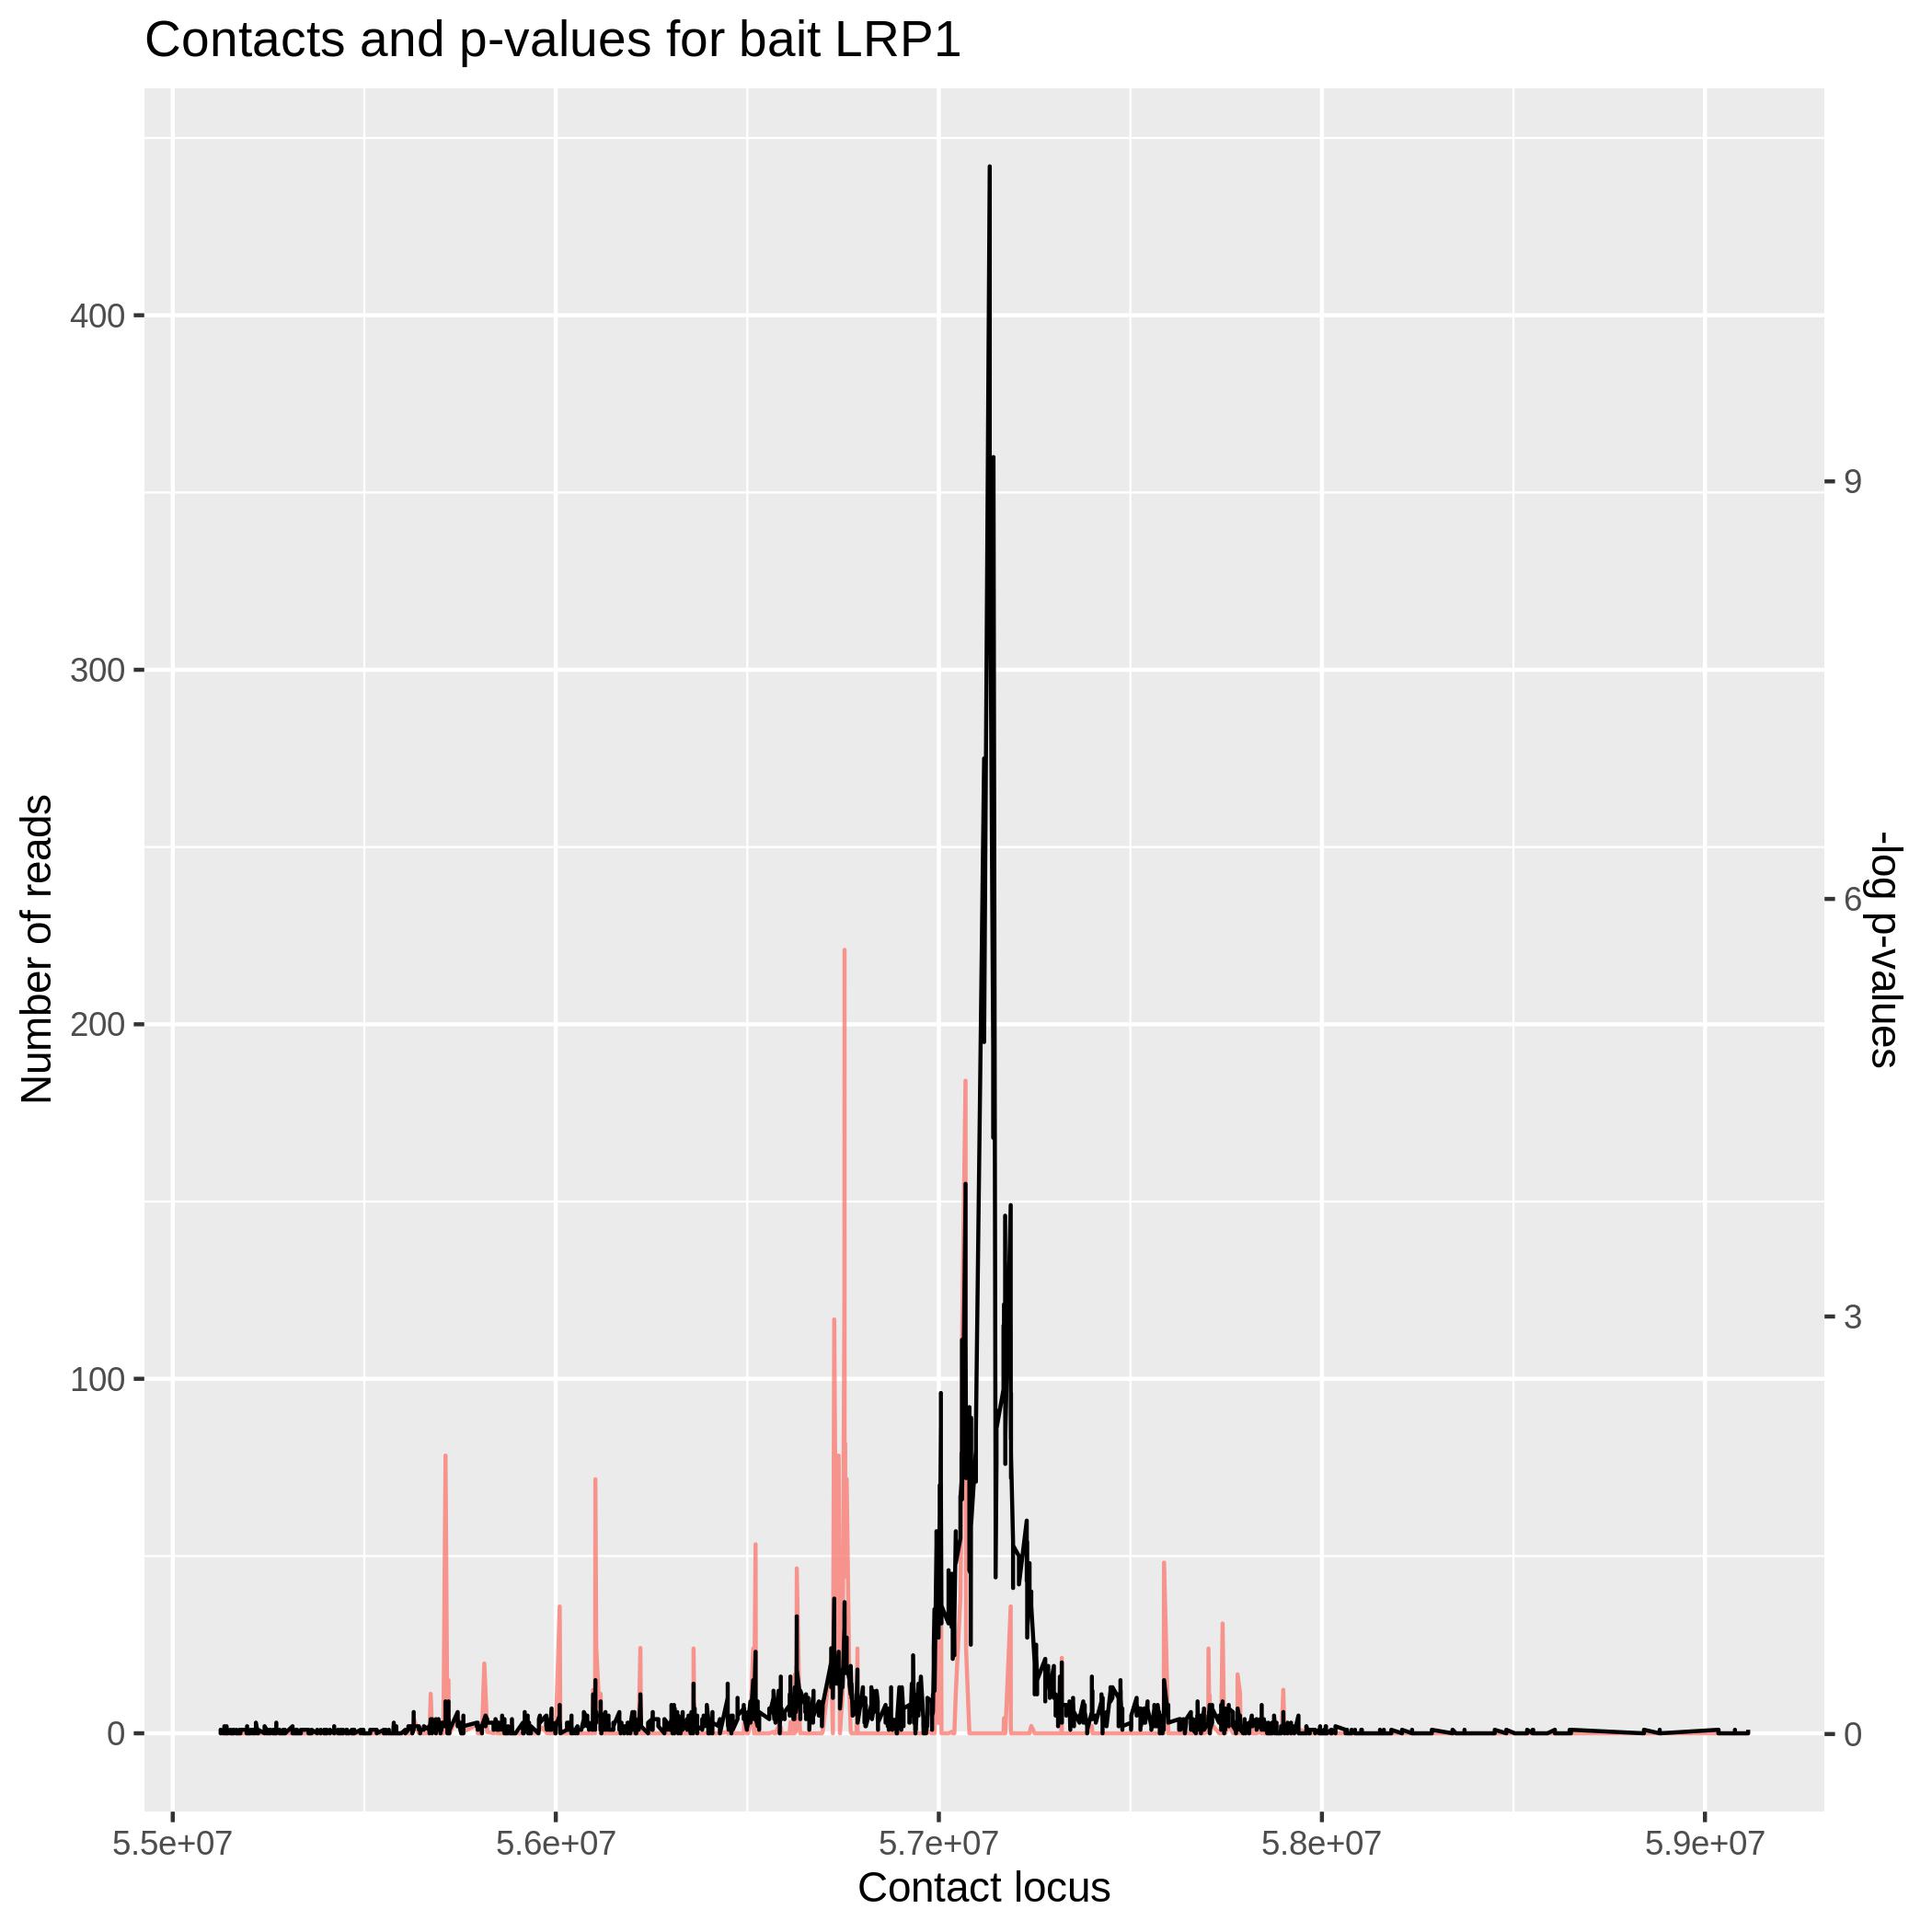 Contacts and p-values for bait LRP1
Number of reads
400
300
200
100
0
9
6
3
0
-log p-values
5.5e+07 5.6e+07 5.7e+07 5.8e+07 5.9e+07
Contact locus